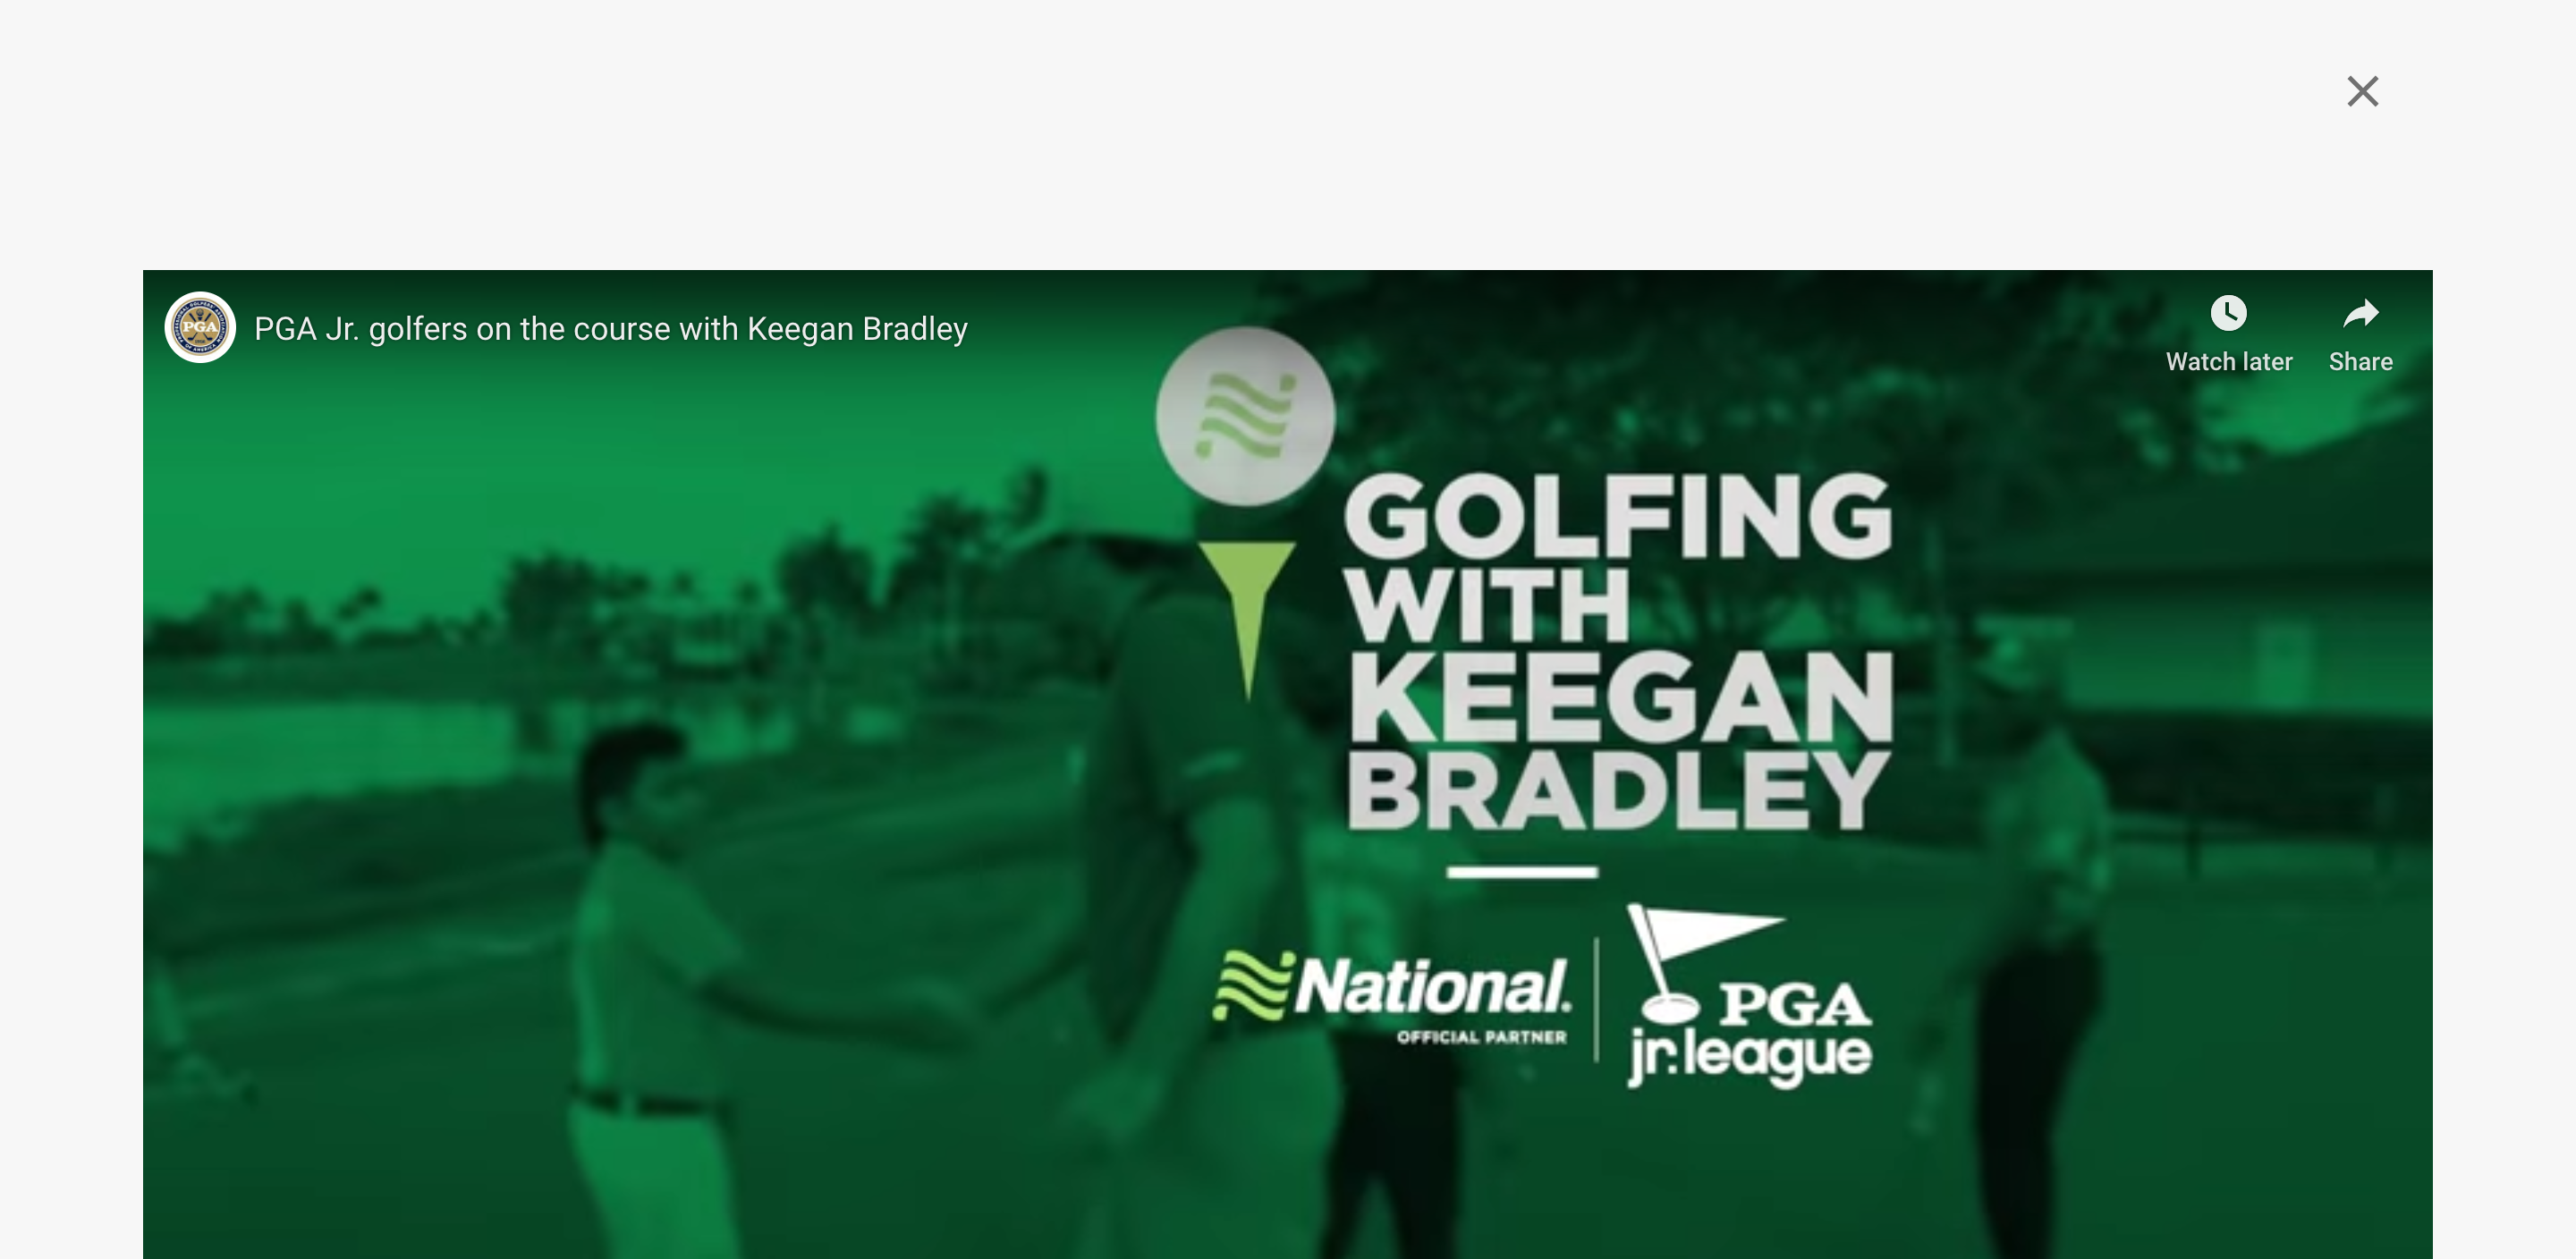 PGA
PGA Jr. golfers on the course with Keegan Bradley
Watch later
Share
GOLFING
WITH
KEEGAN
BRADLEY
National.
OFFICIAL PARTNER
PGA
jr.league